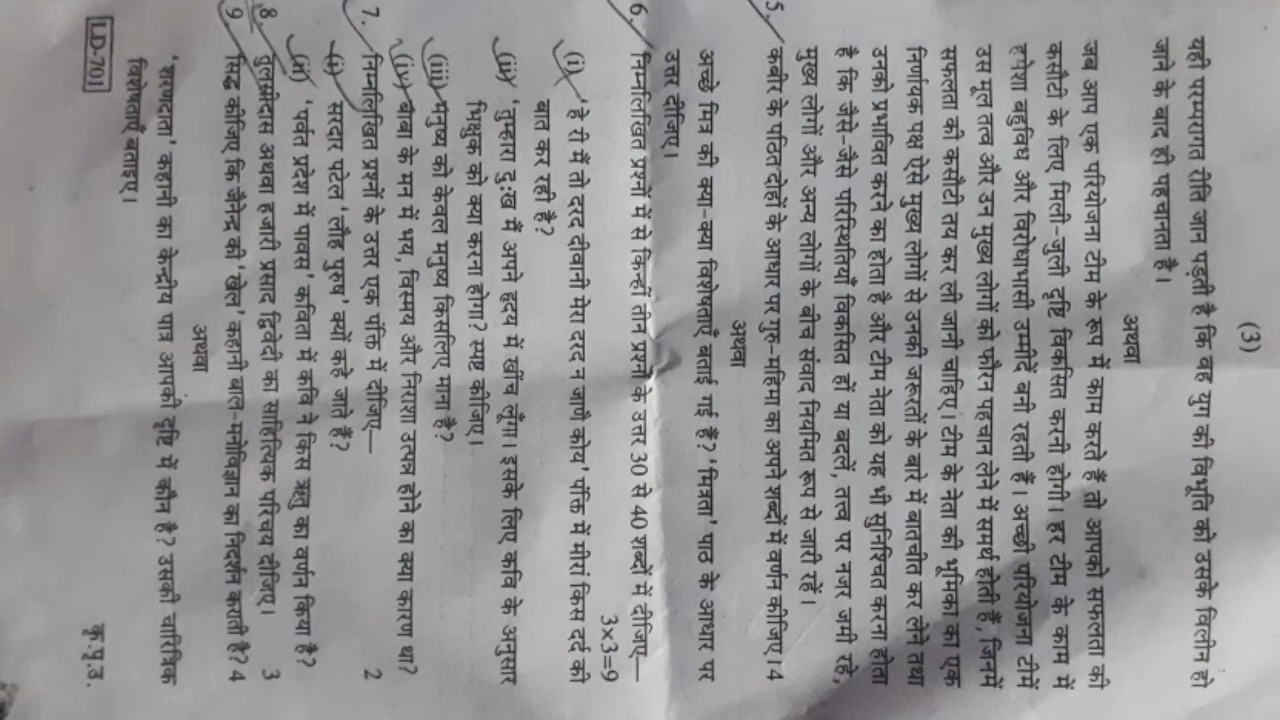 (3)
यही परम्परागत रीति जान पड़ती है कि वह युग की विभूति को उसके विलीन हो
जाने के बाद ही पहचानता है।
अथवा
जब आप एक परियोजना टीम के रूप में काम करते हैं तो आपको सफलता की
कसौटी के लिए मिली-जुली दृष्टि विकसित करनी होगी। हर टीम के काम में
हमेशा बहुविध और विरोधाभासी उम्मीदें बनी रहती हैं। अच्छी परियोजना टीमें
उस मूल तत्व और उन मुख्य लोगों को फौरन पहचान लेने में समर्थ होती हैं, जिनमें
सफलता की कसौटी तय कर ली जानी चाहिए। टीम के नेता की भूमिका का एक
निर्णायक पक्ष ऐसे मुख्य लोगों से उनकी जरूरतों के बारे में बातचीत कर लेने तथा
उनको प्रभावित करने का होता है और टीम नेता को यह भी सुनिश्चित करना होता
है कि जैसे-जैसे परिस्थितियाँ विकसित हों या बदलें, तत्व पर नजर जमी रहे,
मुख्य लोगों और अन्य लोगों के बीच संवाद नियमित रूप से जारी रहे।
5. कबीर के पठित दोहों के आधार पर गुरु-महिमा का अपने शब्दों में वर्णन कीजिए। 4
अथवा
अच्छे मित्र की क्या-क्या विशेषताएँ बताई गई हैं? 'मित्रता' पाठ के आधार पर
उत्तर दीजिए।
6. निम्नलिखित प्रश्नों में से किन्हीं तीन प्रश्नों के उत्तर 30 से 40 शब्दों में दीजिए—
3×3=9
(i) 'हे री मैं तो दरद दीवानी मेरा दरद न जाणै कोय' पंक्ति में मीरां किस दर्द की
बात कर रही है?
(ii) 'तुम्हारा दुःख मैं अपने हृदय में खींच लूँगा। इसके लिए कवि के अनुसार
भिक्षुक को क्या करना होगा? स्पष्ट कीजिए।
(iii) मनुष्य को केवल मनुष्य किसलिए माना है?
(iv) बाबा के मन में भय, विस्मय और निराशा उत्पन्न होने का क्या कारण था?
7. निम्नलिखित प्रश्नों के उत्तर एक पंक्ति में दीजिए— 2
(i) सरदार पटेल 'लौह पुरुष' क्यों कहे जाते हैं?
(ii) 'पर्वत प्रदेश में पावस' कविता में कवि ने किस ऋतु का वर्णन किया है?
8. तुलसीदास अथवा हजारी प्रसाद द्विवेदी का साहित्यिक परिचय दीजिए। 3
9. सिद्ध कीजिए कि जैनेन्द्र की 'खेल' कहानी बाल-मनोविज्ञान का निदर्शन कराती है? 4
अथवा
'शरणदाता' कहानी का केन्द्रीय पात्र आपकी दृष्टि में कौन है? उसकी चारित्रिक
विशेषताएँ बताइए।
LD-701 कृ.पृ.उ.